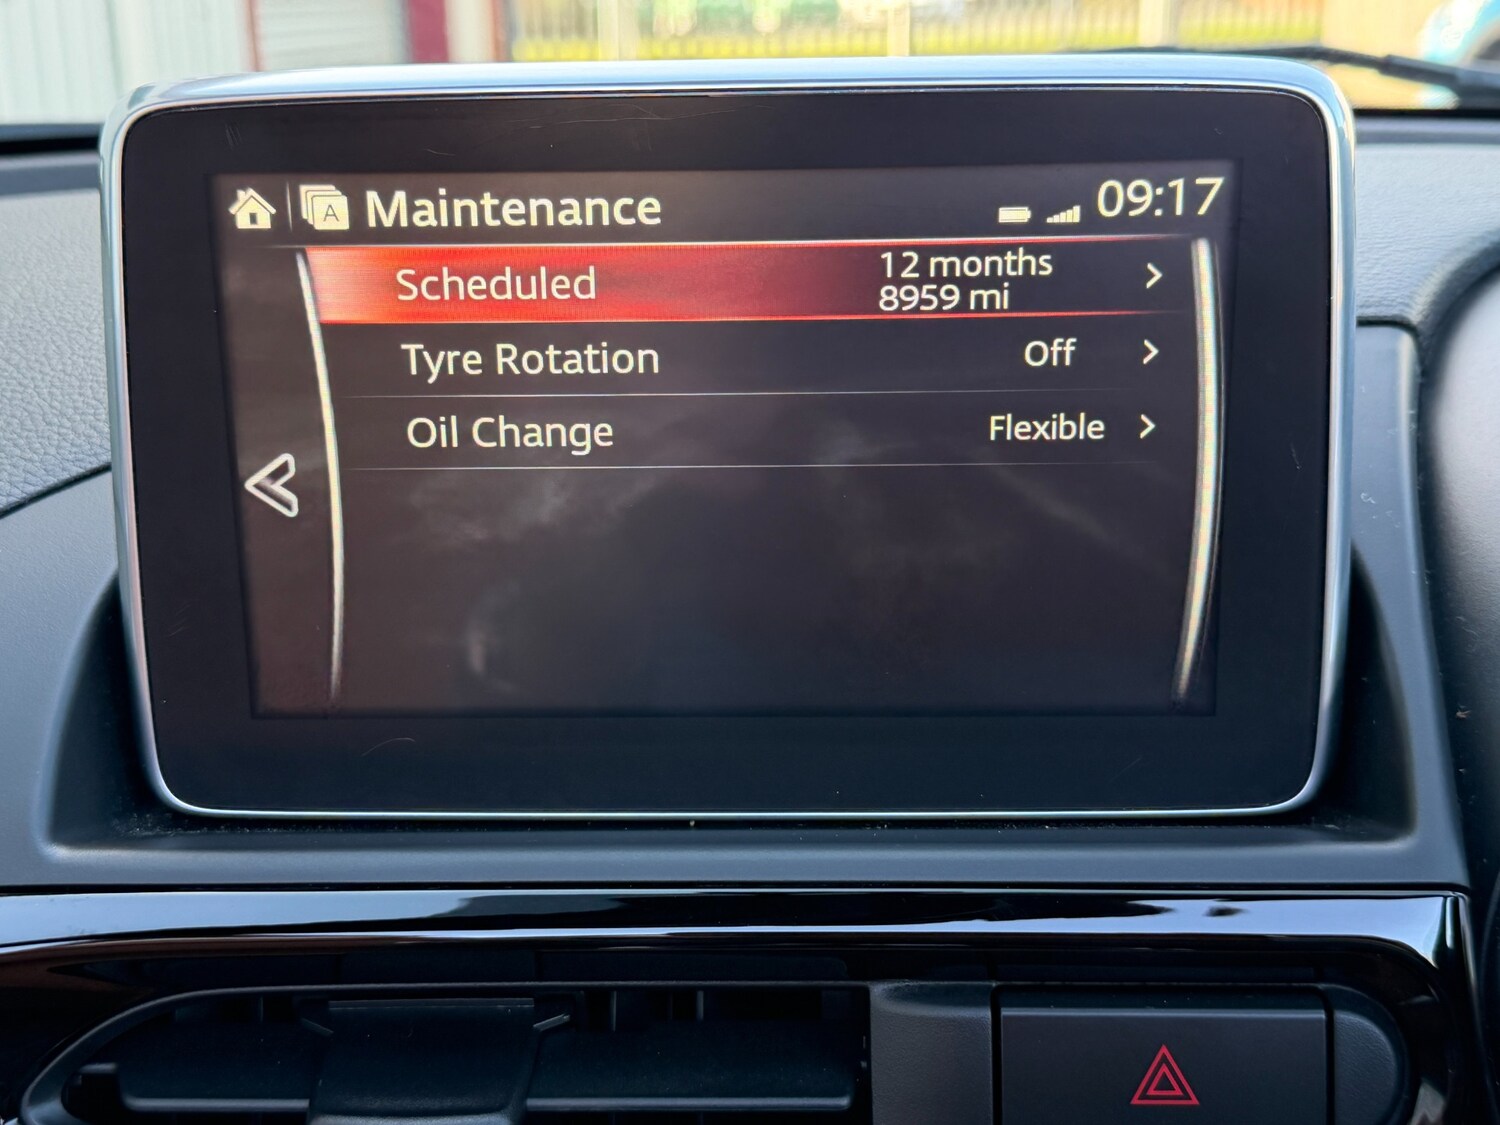 A Maintenance 09:17
Scheduled 12 months
8959 mi
Tyre Rotation Off
Oil Change Flexible